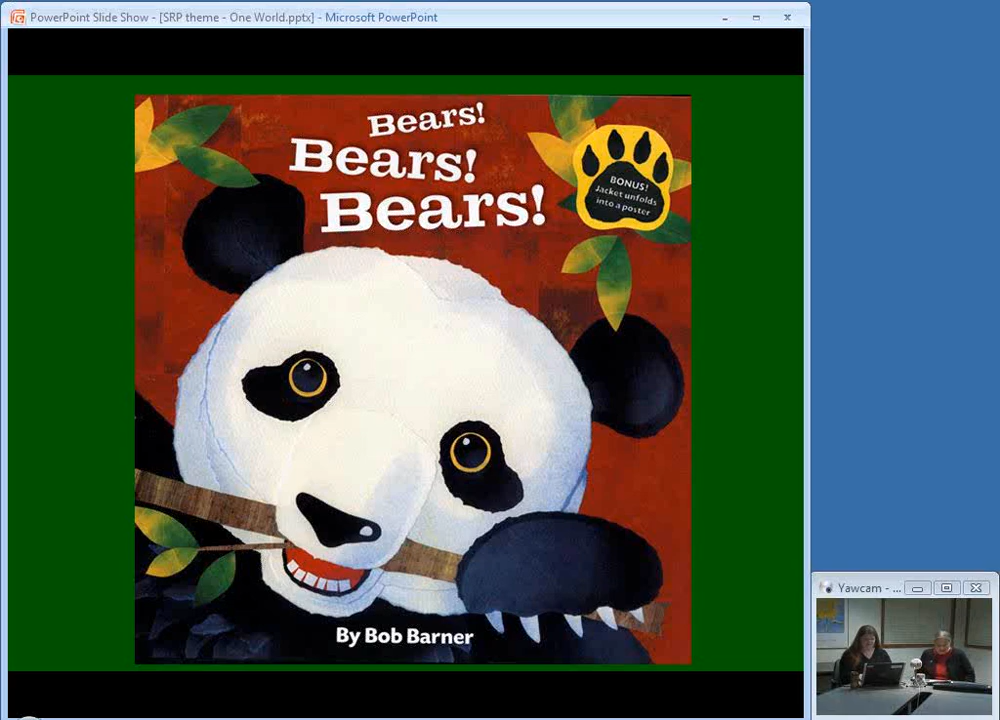 PowerPoint Slide Show - [SRP theme - One World.pptx] - Microsoft PowerPoint
Bears!
Bears!
Bears!
BONUS!
Jacket unfolds
into a poster
By Bob Barner
Yawcam - ...